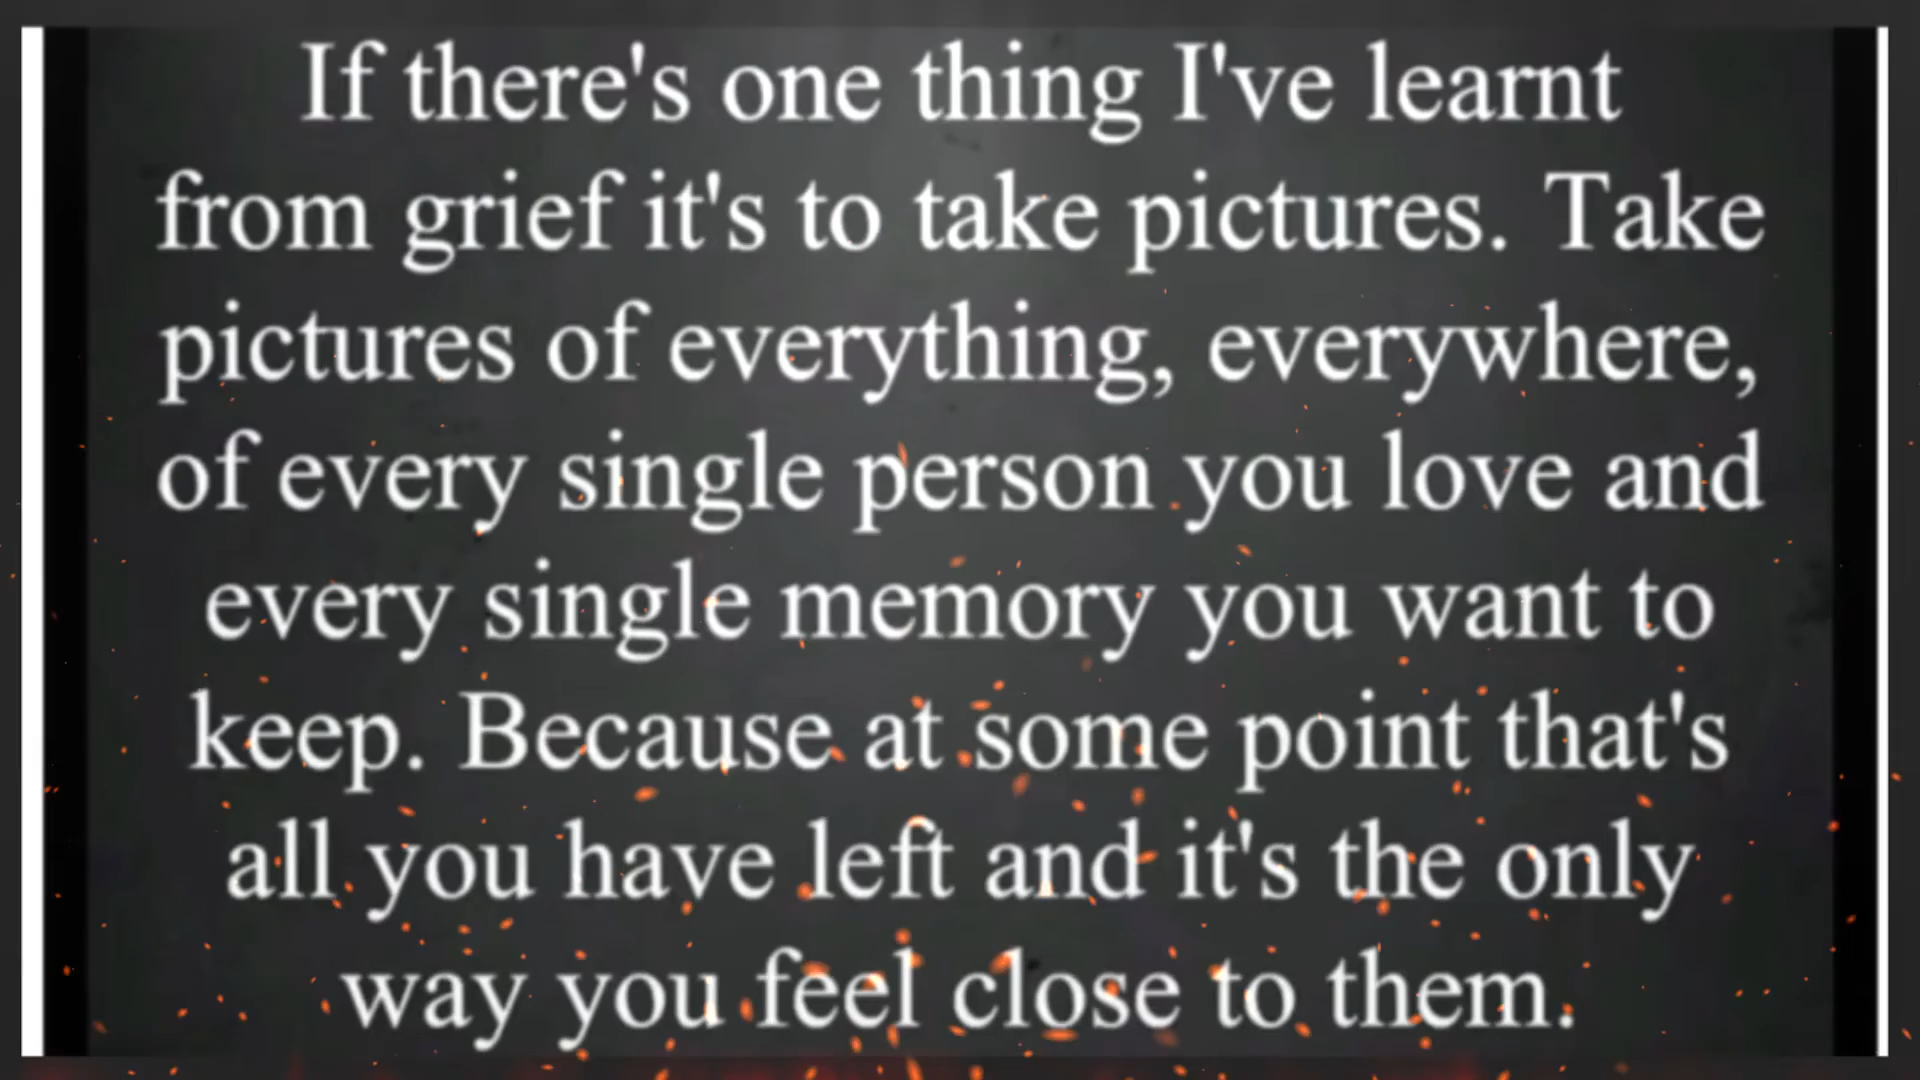 If there's one thing I've learnt
from grief it's to take pictures. Take
pictures of everything, everywhere,
of every single person you love and
every single memory you want to
keep. Because at some point that's
all you have left and it's the only
way you feel close to them.